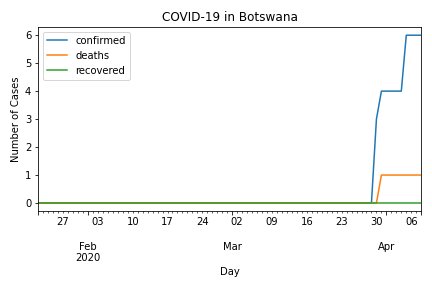 COVID-19 in Botswana
confirmed
deaths
recovered
Number of Cases
6
5
4
3
2
1
0
27 03 10 17 24 02 09 16 23 30 06
Feb Mar Apr
2020
Day